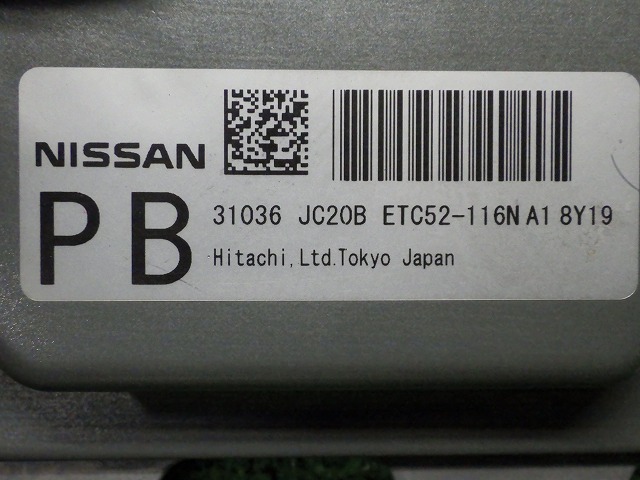 NISSAN
PB
31036 JC20B ETC52-116N A1 8Y19
Hitachi,Ltd.Tokyo Japan